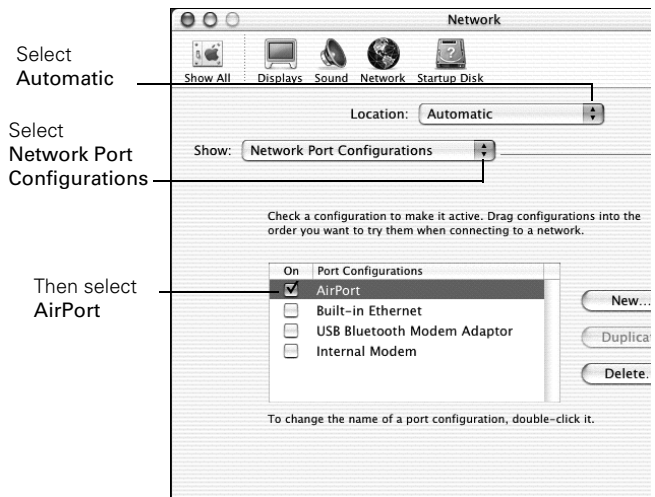 Network
Show All
Displays
Sound
Network
Startup Disk
Select
Automatic
Location:
Automatic
Select
Network Port
Configurations
Show:
Network Port Configurations
Check a configuration to make it active. Drag configurations into the
order you want to try them when connecting to a network.
On
Port Configurations
Then select
AirPort
AirPort
Built-in Ethernet
USB Bluetooth Modem Adaptor
Internal Modem
New...
Duplica
Delete.
To change the name of a port configuration, double-click it.